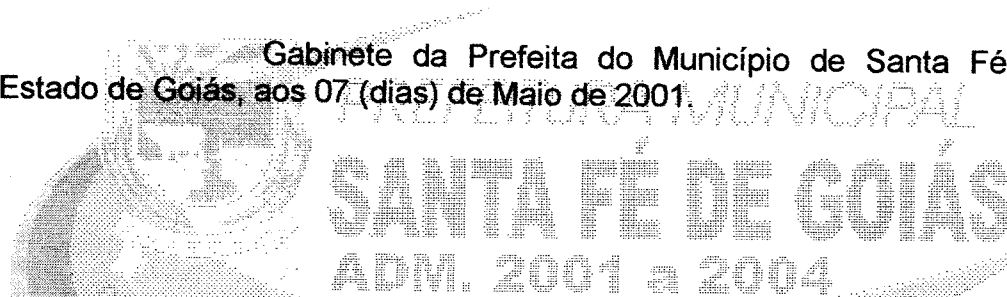 Gabinete da Prefeita do Município de Santa Fé
Estado de Goiás, aos 07 (dias) de Maio de 2001.
PREFEITURA MUNICIPAL
SANTA FÉ DE GOIÁS
ADM. 2001 a 2004